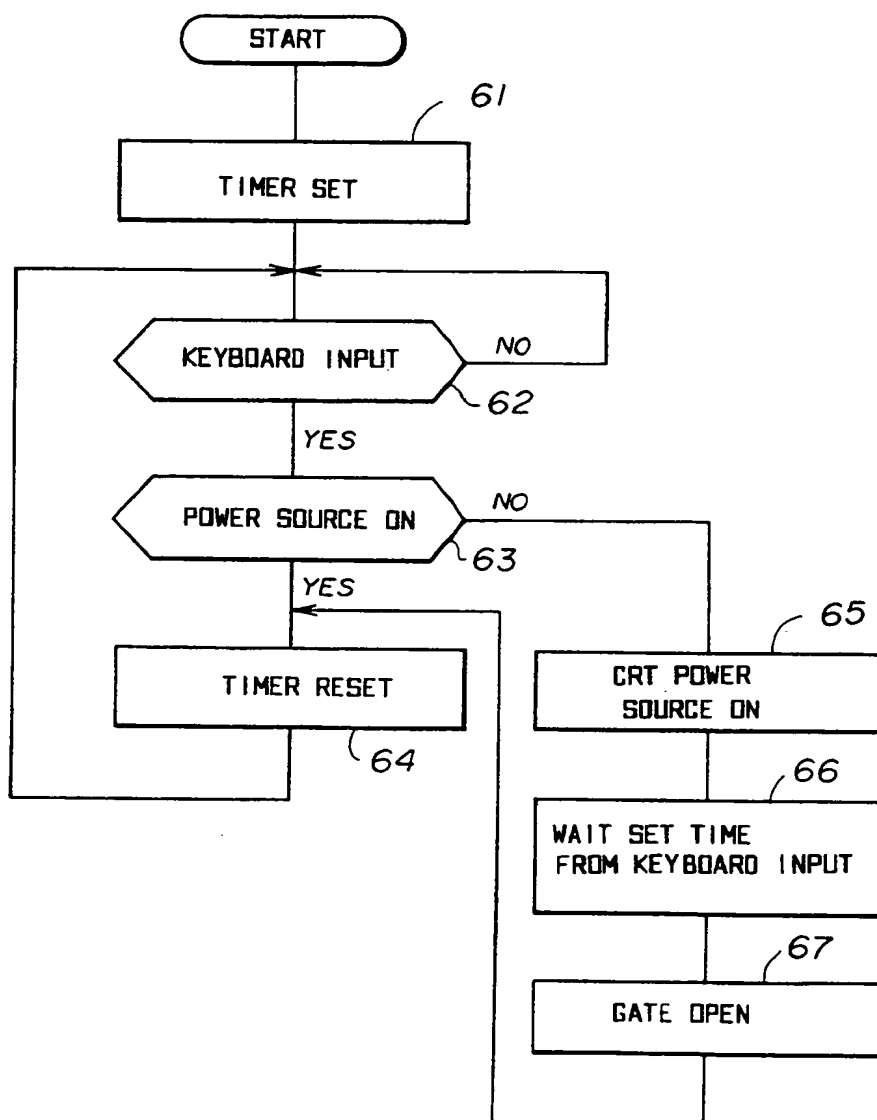 START
61
TIMER SET
KEYBOARD INPUT
NO
62
YES
POWER SOURCE ON
NO
63
YES
TIMER RESET
64
65
CRT POWER
SOURCE ON
66
WAIT SET TIME
FROM KEYBOARD INPUT
67
GATE OPEN